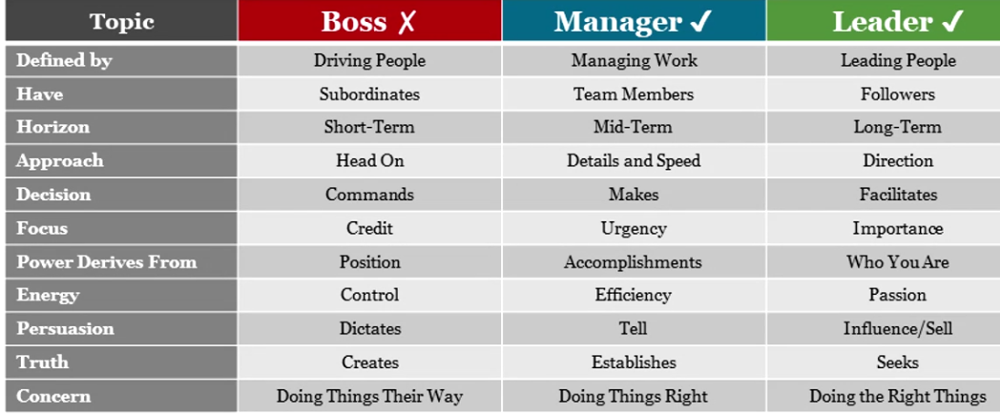 Topic Boss ✗ Manager ✓ Leader ✓
Defined by Driving People Managing Work Leading People
Have Subordinates Team Members Followers
Horizon Short-Term Mid-Term Long-Term
Approach Head On Details and Speed Direction
Decision Commands Makes Facilitates
Focus Credit Urgency Importance
Power Derives From Position Accomplishments Who You Are
Energy Control Efficiency Passion
Persuasion Dictates Tell Influence/Sell
Truth Creates Establishes Seeks
Concern Doing Things Their Way Doing Things Right Doing the Right Things